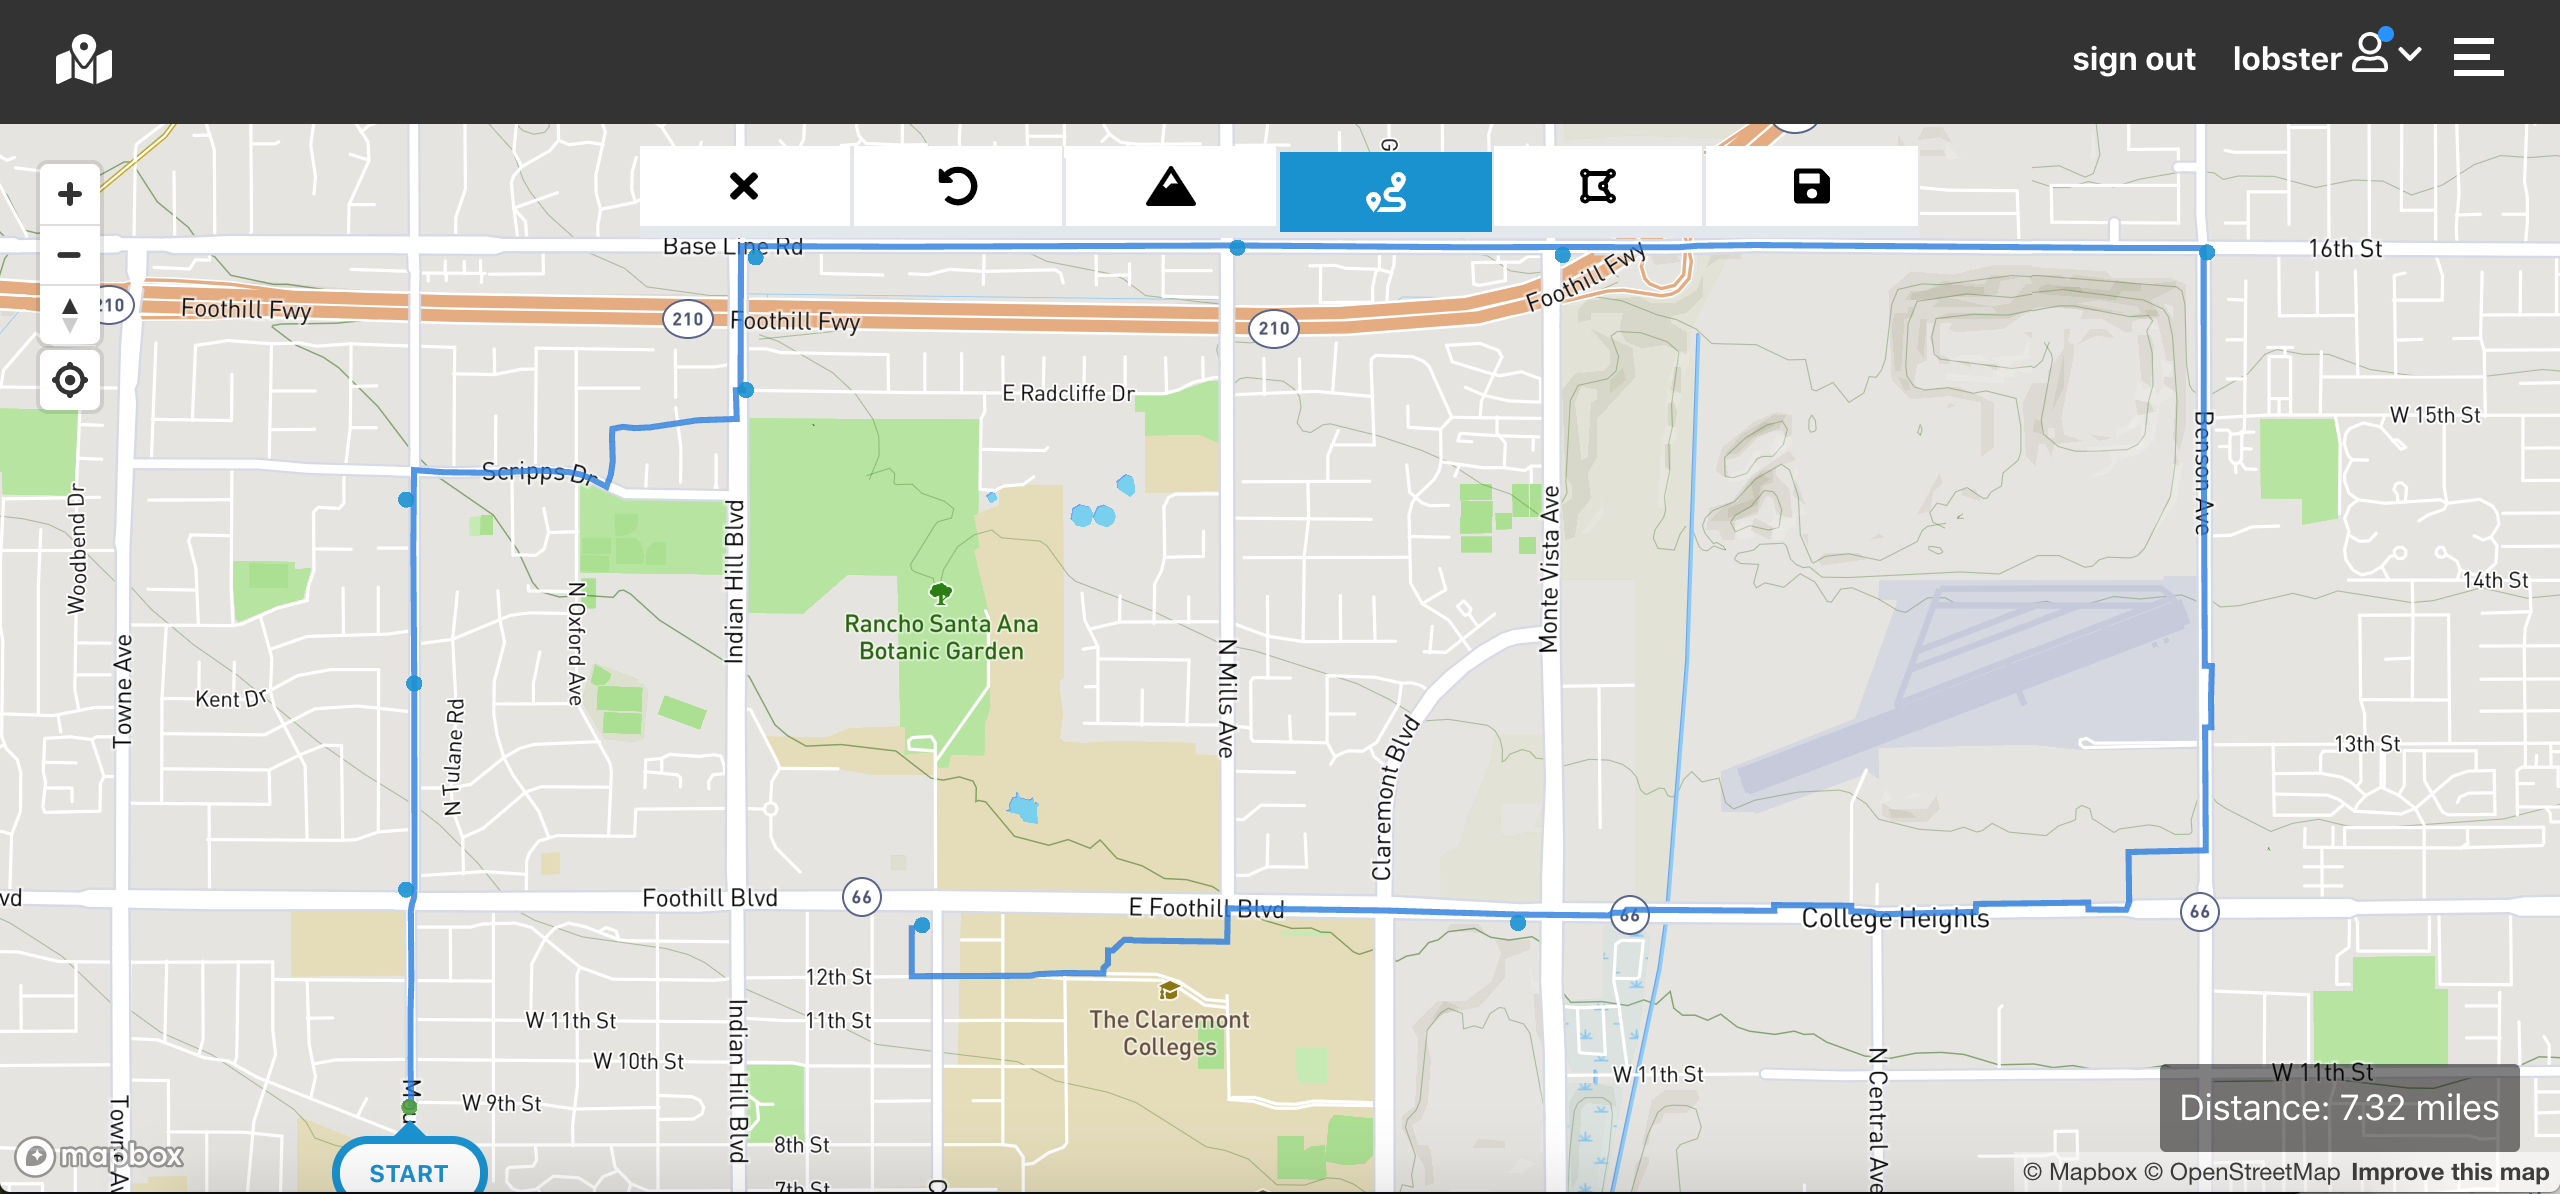 sign out
lobster
G
Base Line Rd
16th St
210
Foothill Fwy
210
Foothill Fwy
210
Foothill Fwy
E Radcliffe Dr
W 15th St
Benson Ave
Scripps Dr
Woodbend Dr
Indian Hill Blvd
Monte Vista Ave
14th St
N Oxford Ave
Rancho Santa Ana
Botanic Garden
Towne Ave
Kent Dr
N Tulane Rd
N Mills Ave
Claremont Blvd
13th St
vd
Foothill Blvd
66
E Foothill Blvd
66
College Heights
66
12th St
The Claremont
Colleges
W 11th St
11th St
W 10th St
Indian Hill Blvd
W 11th St
N Central Ave
W 11th St
W 9th St
Distance: 7.32 miles
8th St
7th St
Towne Av
C
mapbox
START
© Mapbox © OpenStreetMap Improve this map